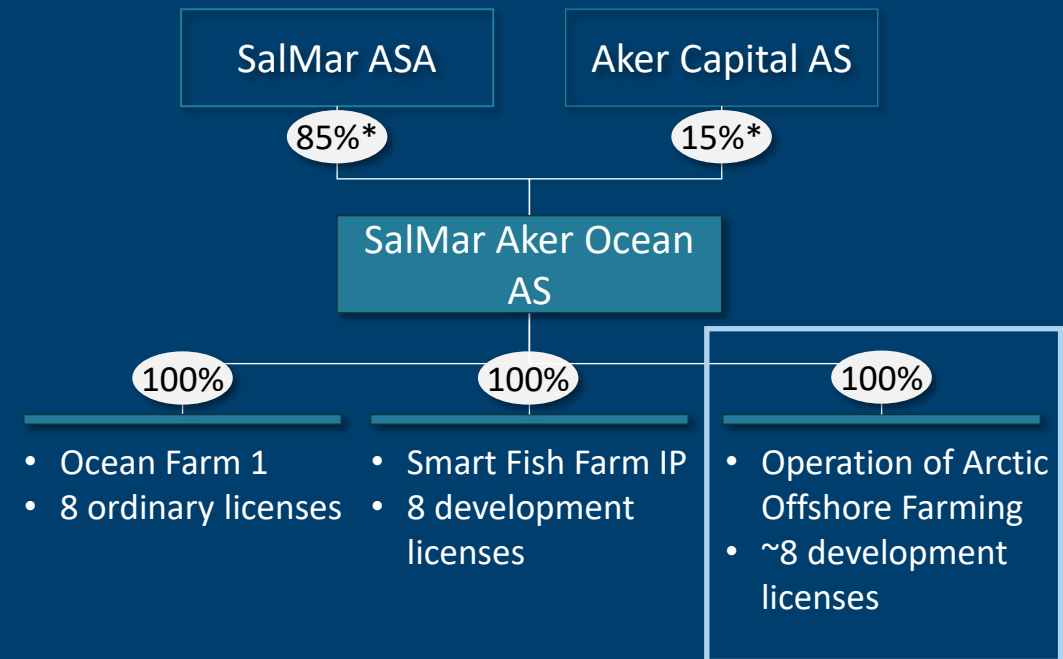 SalMar ASA
Aker Capital AS
85%*
15%*
SalMar Aker Ocean
AS
100%
100%
100%
• Ocean Farm 1
• 8 ordinary licenses
• Smart Fish Farm IP
• 8 development
licenses
• Operation of Arctic
Offshore Farming
• ~8 development
licenses